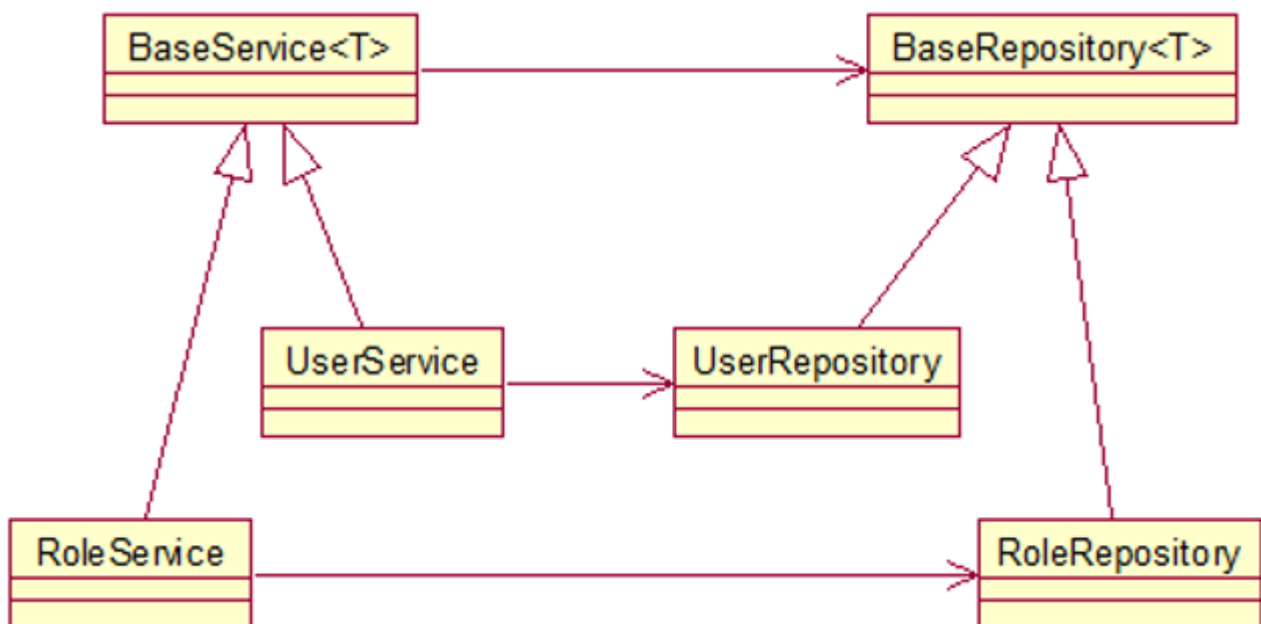 BaseService<T>
BaseRepository<T>
UserService
UserRepository
RoleService
RoleRepository